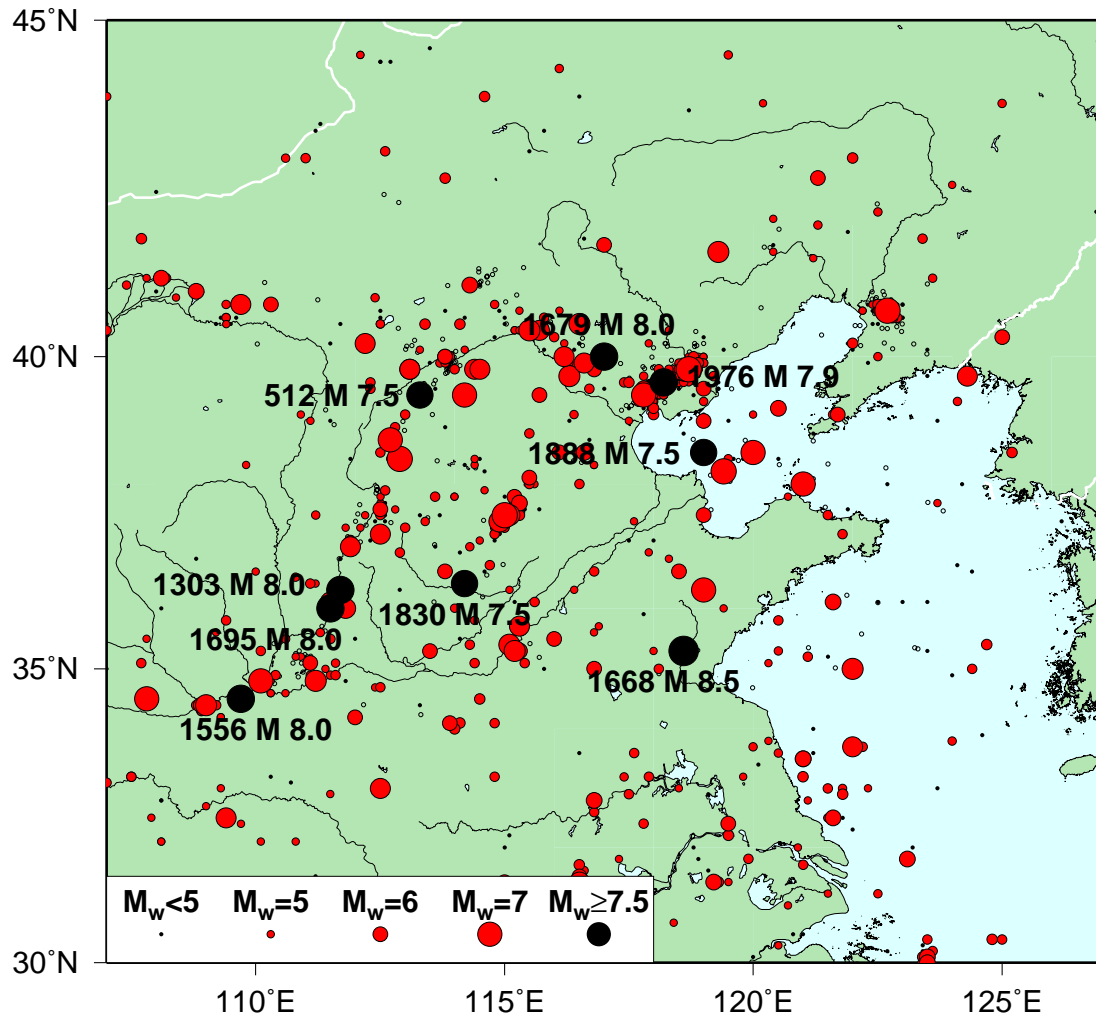 45°N
1679 M 8.0
40°N
1976 M 7.9
512 M 7.5
1888 M 7.5
1303 M 8.0
1830 M 7.5
1695 M 8.0
35°N
1668 M 8.5
1556 M 8.0
Mw<5 Mw=5 Mw=6 Mw=7 Mw≥7.5
30°N
110°E 115°E 120°E 125°E